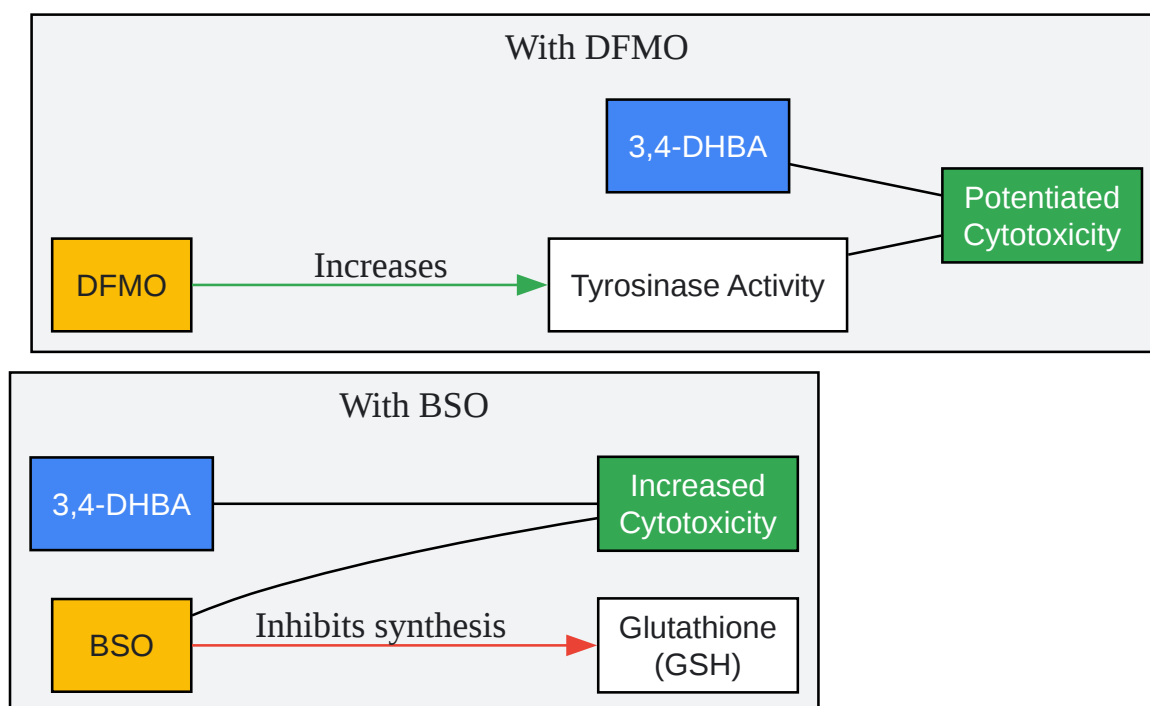 With DFMO
3,4-DHBA
Potentiated
Cytotoxicity
DFMO
Increases
Tyrosinase Activity
With BSO
3,4-DHBA
Increased
Cytotoxicity
BSO
Inhibits synthesis
Glutathione
(GSH)